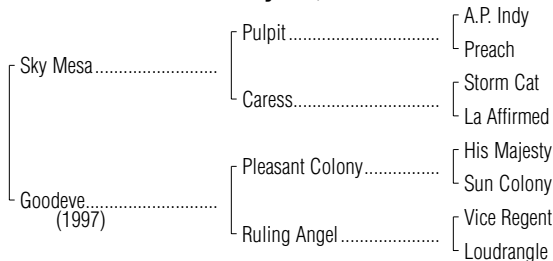 A.P. Indy
Pulpit
Preach
Sky Mesa
Storm Cat
Caress
La Affirmed
His Majesty
Pleasant Colony
Sun Colony
Goodeve
(1997)
Vice Regent
Ruling Angel
Loudrangle